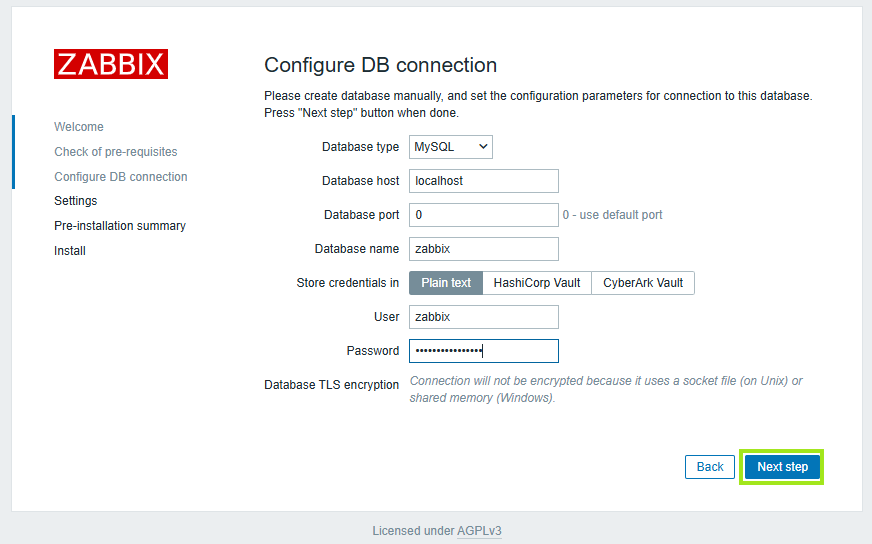 ZABBIX
Welcome
Check of pre-requisites
Configure DB connection
Settings
Pre-installation summary
Install
Configure DB connection
Please create database manually, and set the configuration parameters for connection to this database.
Press "Next step" button when done.
Database type MySQL
Database host localhost
Database port 0 0 - use default port
Database name zabbix
Store credentials in Plain text HashiCorp Vault CyberArk Vault
User zabbix
Password ••••••••••••••••
Database TLS encryption Connection will not be encrypted because it uses a socket file (on Unix) or
shared memory (Windows).
Back Next step
Licensed under AGPLv3